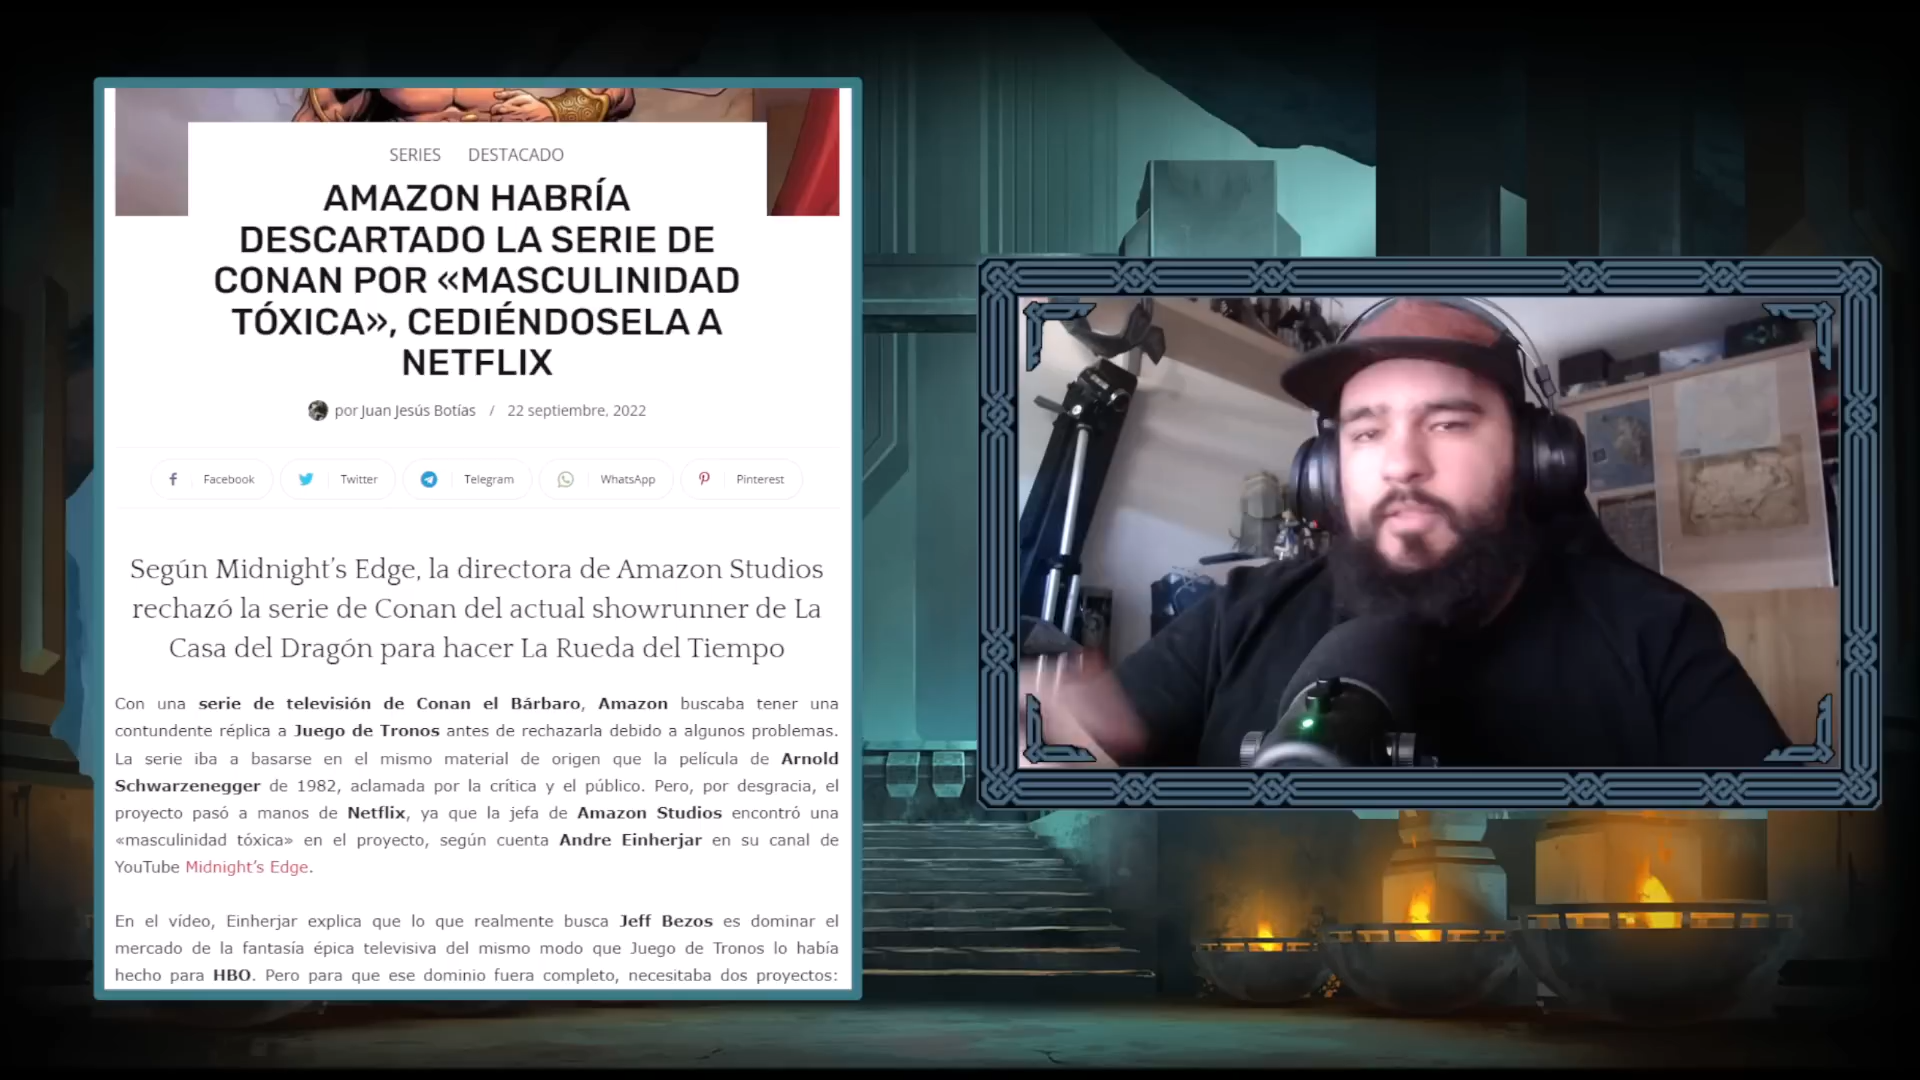 SERIES DESTACADO
AMAZON HABRÍA
DESCARTADO LA SERIE DE
CONAN POR «MASCULINIDAD
TÓXICA», CEDIÉNDOSELA A
NETFLIX
por Juan Jesús Botías / 22 septiembre, 2022
Facebook Twitter Telegram WhatsApp Pinterest
Según Midnight’s Edge, la directora de Amazon Studios
rechazó la serie de Conan del actual showrunner de La
Casa del Dragón para hacer La Rueda del Tiempo
Con una serie de televisión de Conan el Bárbaro, Amazon buscaba tener una
contundente réplica a Juego de Tronos antes de rechazarla debido a algunos problemas.
La serie iba a basarse en el mismo material de origen que la película de Arnold
Schwarzenegger de 1982, aclamada por la crítica y el público. Pero, por desgracia, el
proyecto pasó a manos de Netflix, ya que la jefa de Amazon Studios encontró una
«masculinidad tóxica» en el proyecto, según cuenta Andre Einherjar en su canal de
YouTube Midnight’s Edge.
En el vídeo, Einherjar explica que lo que realmente busca Jeff Bezos es dominar el
mercado de la fantasía épica televisiva del mismo modo que Juego de Tronos lo había
hecho para HBO. Pero para que ese dominio fuera completo, necesitaba dos proyectos: